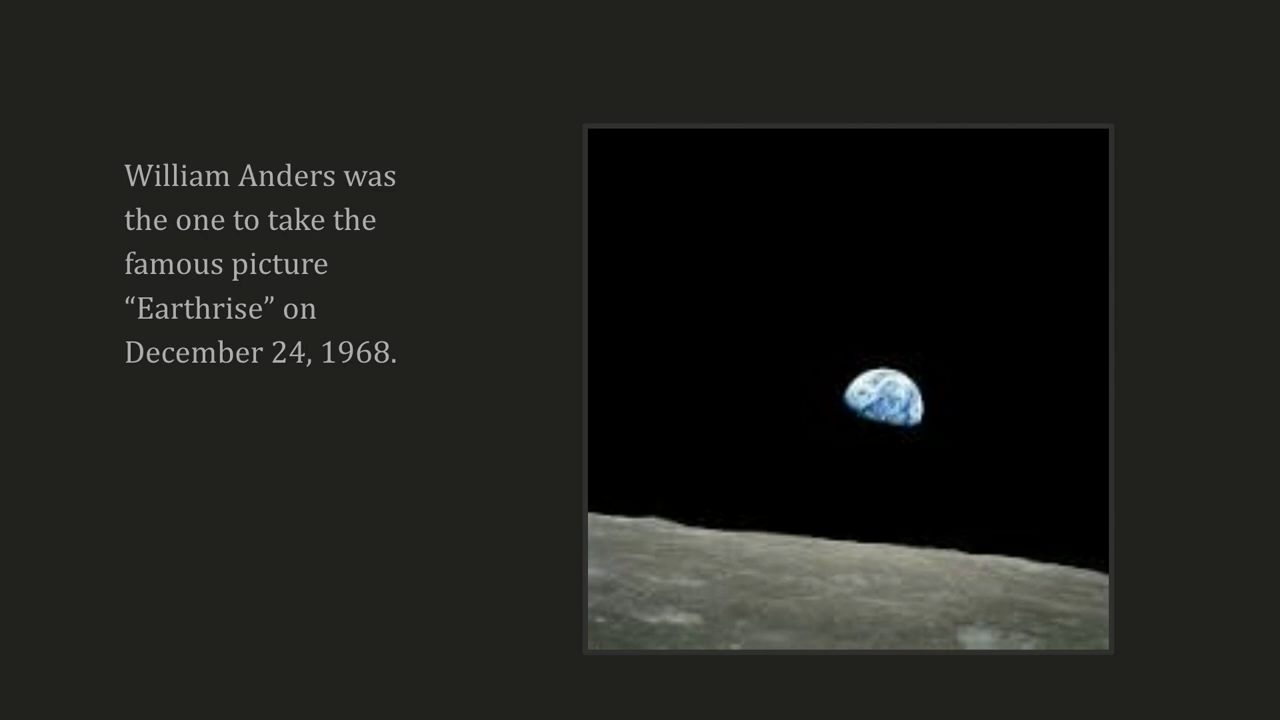 William Anders was
the one to take the
famous picture
“Earthrise” on
December 24, 1968.